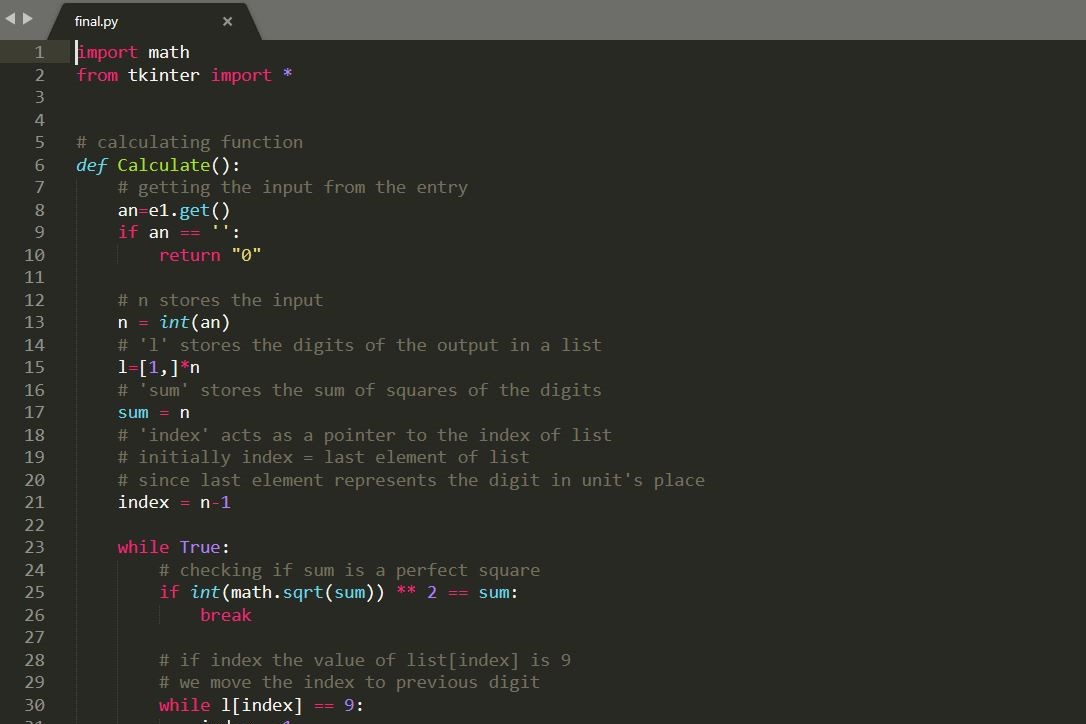 final.py ×
1 import math
2 from tkinter import *
3
4
5 # calculating function
6 def Calculate():
7     # getting the input from the entry
8     an=e1.get()
9     if an == '':
10         return "0"
11
12     # n stores the input
13     n = int(an)
14     # 'l' stores the digits of the output in a list
15     l=[1,]*n
16     # 'sum' stores the sum of squares of the digits
17     sum = n
18     # 'index' acts as a pointer to the index of list
19     # initially index = last element of list
20     # since last element represents the digit in unit's place
21     index = n-1
22
23     while True:
24         # checking if sum is a perfect square
25         if int(math.sqrt(sum)) ** 2 == sum:
26             break
27
28         # if index the value of list[index] is 9
29         # we move the index to previous digit
30         while l[index] == 9: